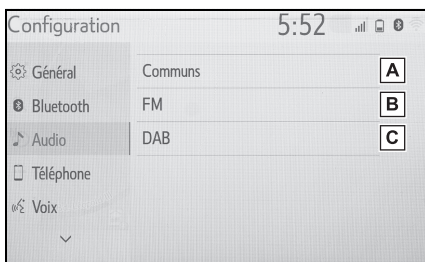 Configuration 5:52
Général
Communs A
Bluetooth
FM B
Audio
DAB C
Téléphone
Voix